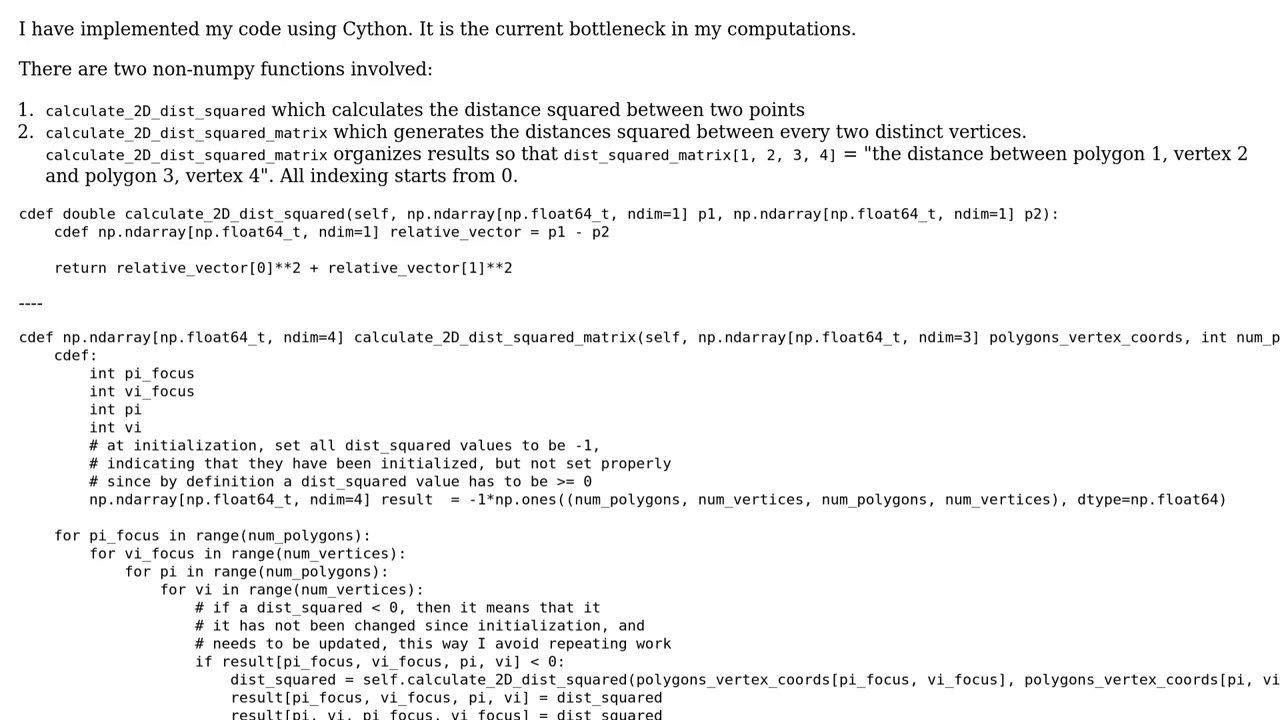 I have implemented my code using Cython. It is the current bottleneck in my computations.
There are two non-numpy functions involved:
1. calculate_2D_dist_squared which calculates the distance squared between two points
2. calculate_2D_dist_squared_matrix which generates the distances squared between every two distinct vertices.
calculate_2D_dist_squared_matrix organizes results so that dist_squared_matrix[1, 2, 3, 4] = "the distance between polygon 1, vertex 2
and polygon 3, vertex 4". All indexing starts from 0.
cdef double calculate_2D_dist_squared(self, np.ndarray[np.float64_t, ndim=1] p1, np.ndarray[np.float64_t, ndim=1] p2):
    cdef np.ndarray[np.float64_t, ndim=1] relative_vector = p1 - p2
    return relative_vector[0]**2 + relative_vector[1]**2
----
cdef np.ndarray[np.float64_t, ndim=4] calculate_2D_dist_squared_matrix(self, np.ndarray[np.float64_t, ndim=3] polygons_vertex_coords, int num_p
    cdef:
        int pi_focus
        int vi_focus
        int pi
        int vi
        # at initialization, set all dist_squared values to be -1,
        # indicating that they have been initialized, but not set properly
        # since by definition a dist_squared value has to be >= 0
        np.ndarray[np.float64_t, ndim=4] result  = -1*np.ones((num_polygons, num_vertices, num_polygons, num_vertices), dtype=np.float64)
    for pi_focus in range(num_polygons):
        for vi_focus in range(num_vertices):
            for pi in range(num_polygons):
                for vi in range(num_vertices):
                    # if a dist_squared < 0, then it means that it
                    # it has not been changed since initialization, and
                    # needs to be updated, this way I avoid repeating work
                    if result[pi_focus, vi_focus, pi, vi] < 0:
                        dist_squared = self.calculate_2D_dist_squared(polygons_vertex_coords[pi_focus, vi_focus], polygons_vertex_coords[pi, vi
                        result[pi_focus, vi_focus, pi, vi] = dist_squared
                        result[pi, vi, pi_focus, vi_focus] = dist_squared